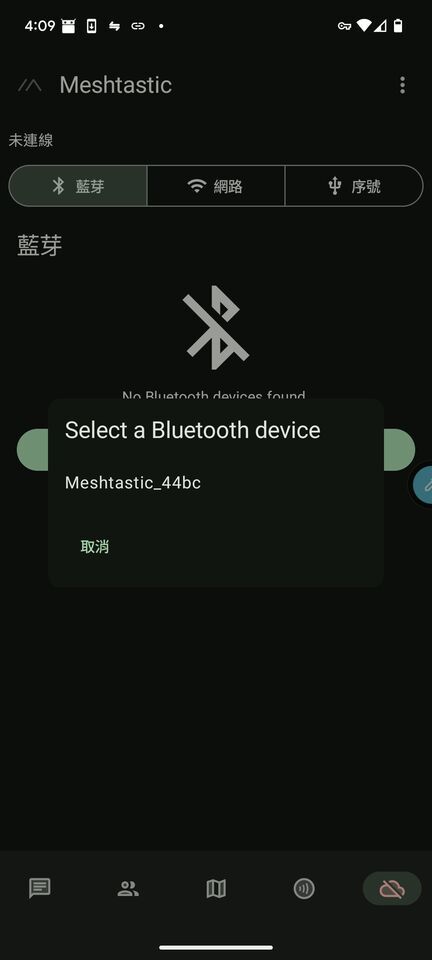 4:09
Meshtastic
未連線
藍芽
網路
序號
藍芽
No Bluetooth devices found
Select a Bluetooth device
Meshtastic_44bc
取消